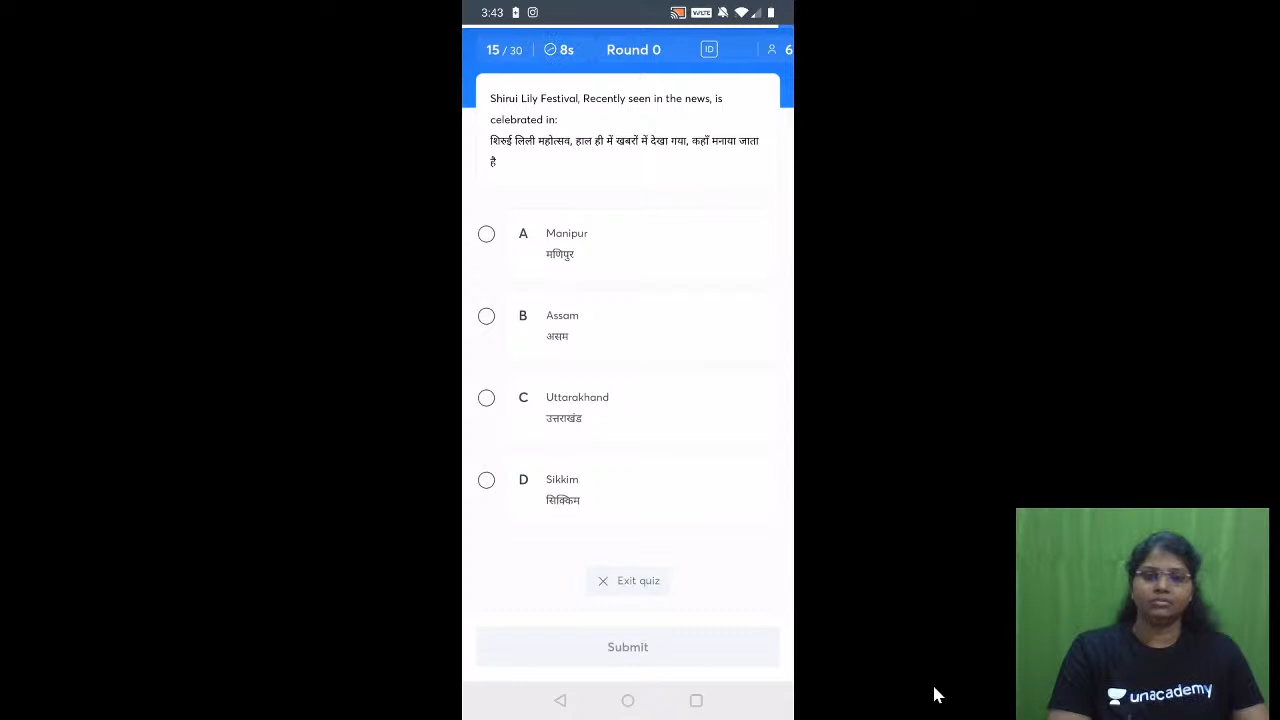 3:43
VoLTE
15 / 30
8s
Round 0
ID
6
Shirui Lily Festival, Recently seen in the news, is
celebrated in:
शिरुई लिली महोत्सव, हाल ही में खबरों में देखा गया, कहाँ मनाया जाता
है
A Manipur
मणिपुर
B Assam
असम
C Uttarakhand
उत्तराखंड
D Sikkim
सिक्किम
Exit quiz
Submit
unacademy